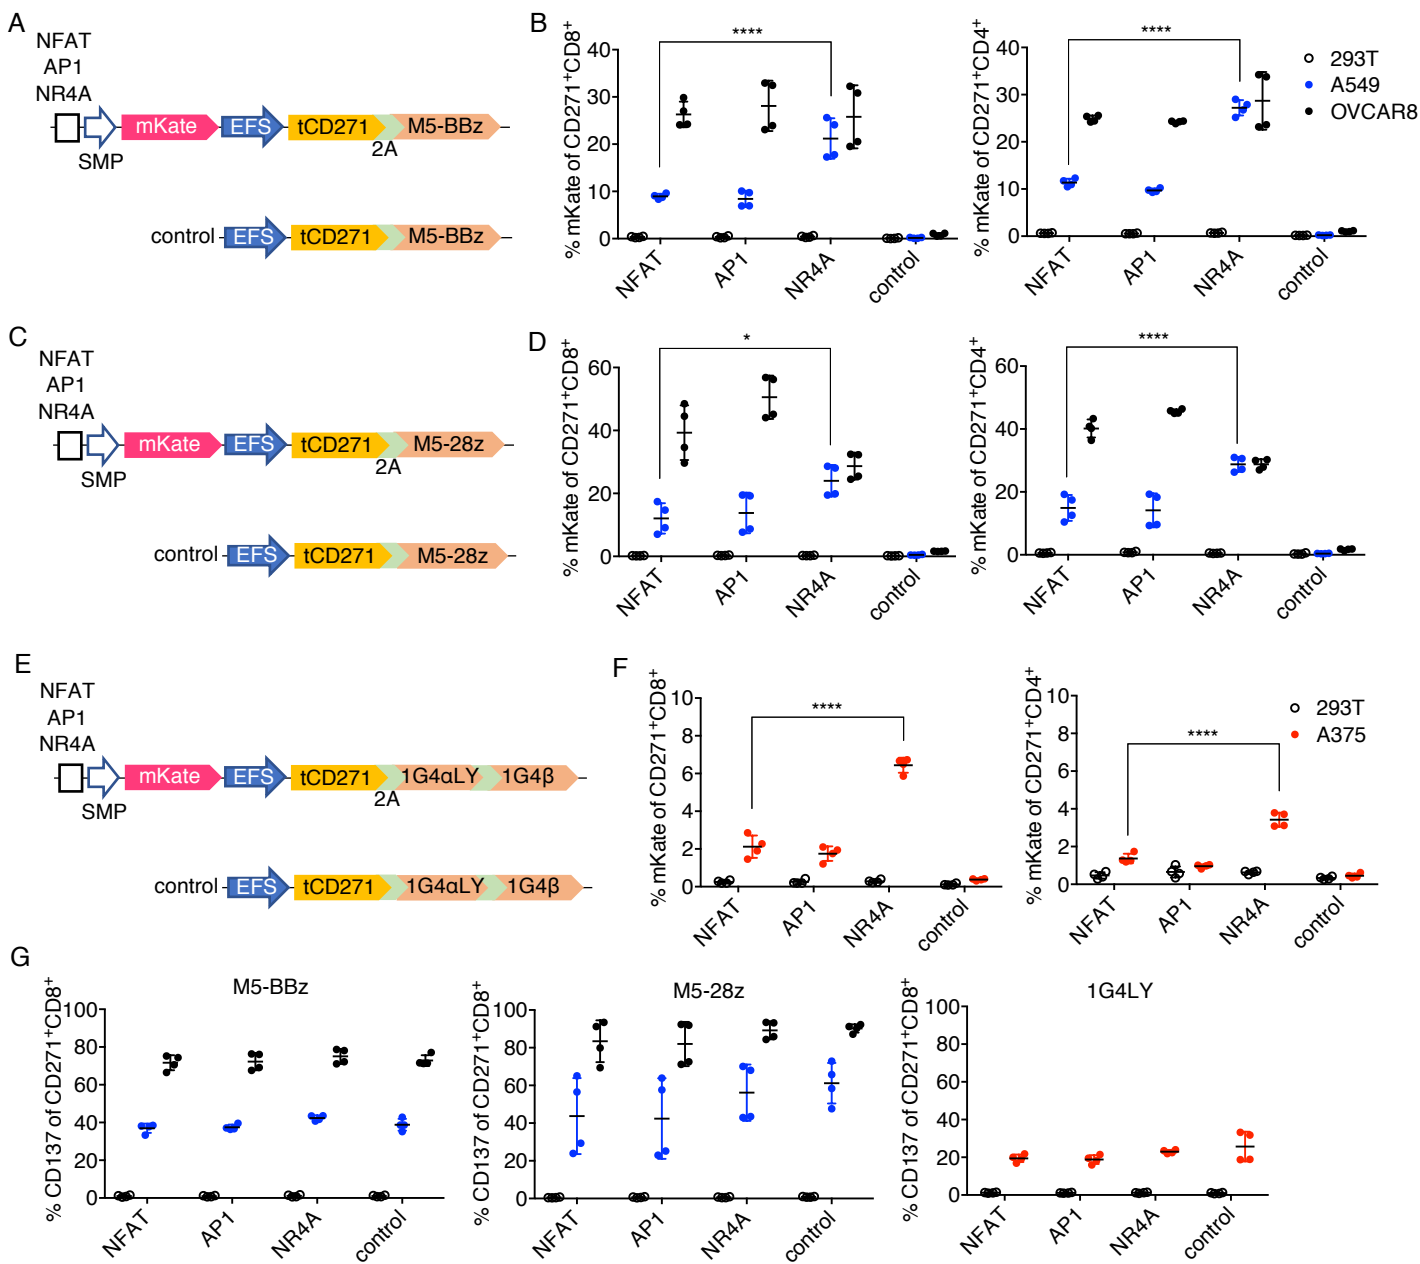 A
NFAT
AP1
NR4A
mKate
EFS
tCD271
M5-BBz
SMP
2A
control
EFS
tCD271
M5-BBz
B
% mKate of CD271+CD8+
40
30
20
10
0
****
NFAT
AP1
NR4A
control
% mKate of CD271+CD4+
40
30
20
10
0
****
NFAT
AP1
NR4A
control
293T
A549
OVCAR8
C
NFAT
AP1
NR4A
mKate
EFS
tCD271
M5-28z
SMP
2A
control
EFS
tCD271
M5-28z
D
% mKate of CD271+CD8+
60
40
20
0
*
NFAT
AP1
NR4A
control
% mKate of CD271+CD4+
60
40
20
0
****
NFAT
AP1
NR4A
control
E
NFAT
AP1
NR4A
mKate
EFS
tCD271
1G4αLY
1G4β
SMP
2A
control
EFS
tCD271
1G4αLY
1G4β
F
% mKate of CD271+CD8+
10
8
6
4
2
0
****
NFAT
AP1
NR4A
control
% mKate of CD271+CD4+
10
8
6
4
2
0
****
NFAT
AP1
NR4A
control
293T
A375
G
M5-BBz
% CD137 of CD271+CD8+
100
80
60
40
20
0
NFAT
AP1
NR4A
control
M5-28z
% CD137 of CD271+CD8+
100
80
60
40
20
0
NFAT
AP1
NR4A
control
1G4LY
% CD137 of CD271+CD8+
100
80
60
40
20
0
NFAT
AP1
NR4A
control